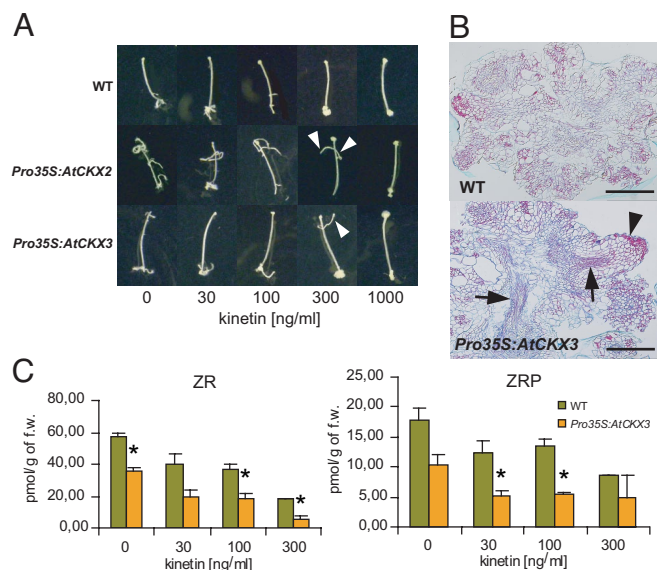 A
WT
Pro35S:AtCKX2
Pro35S:AtCKX3
0 30 100 300 1000
kinetin [ng/ml]
B
WT
Pro35S:AtCKX3
C
ZR
pmol/g of f.w.
80,00
60,00
40,00
20,00
0,00
* * *
0 30 100 300
kinetin [ng/ml]
ZRP
pmol/g of f.w.
25,00
20,00
15,00
10,00
5,00
0,00
WT
Pro35S:AtCKX3
* *
0 30 100 300
kinetin [ng/ml]